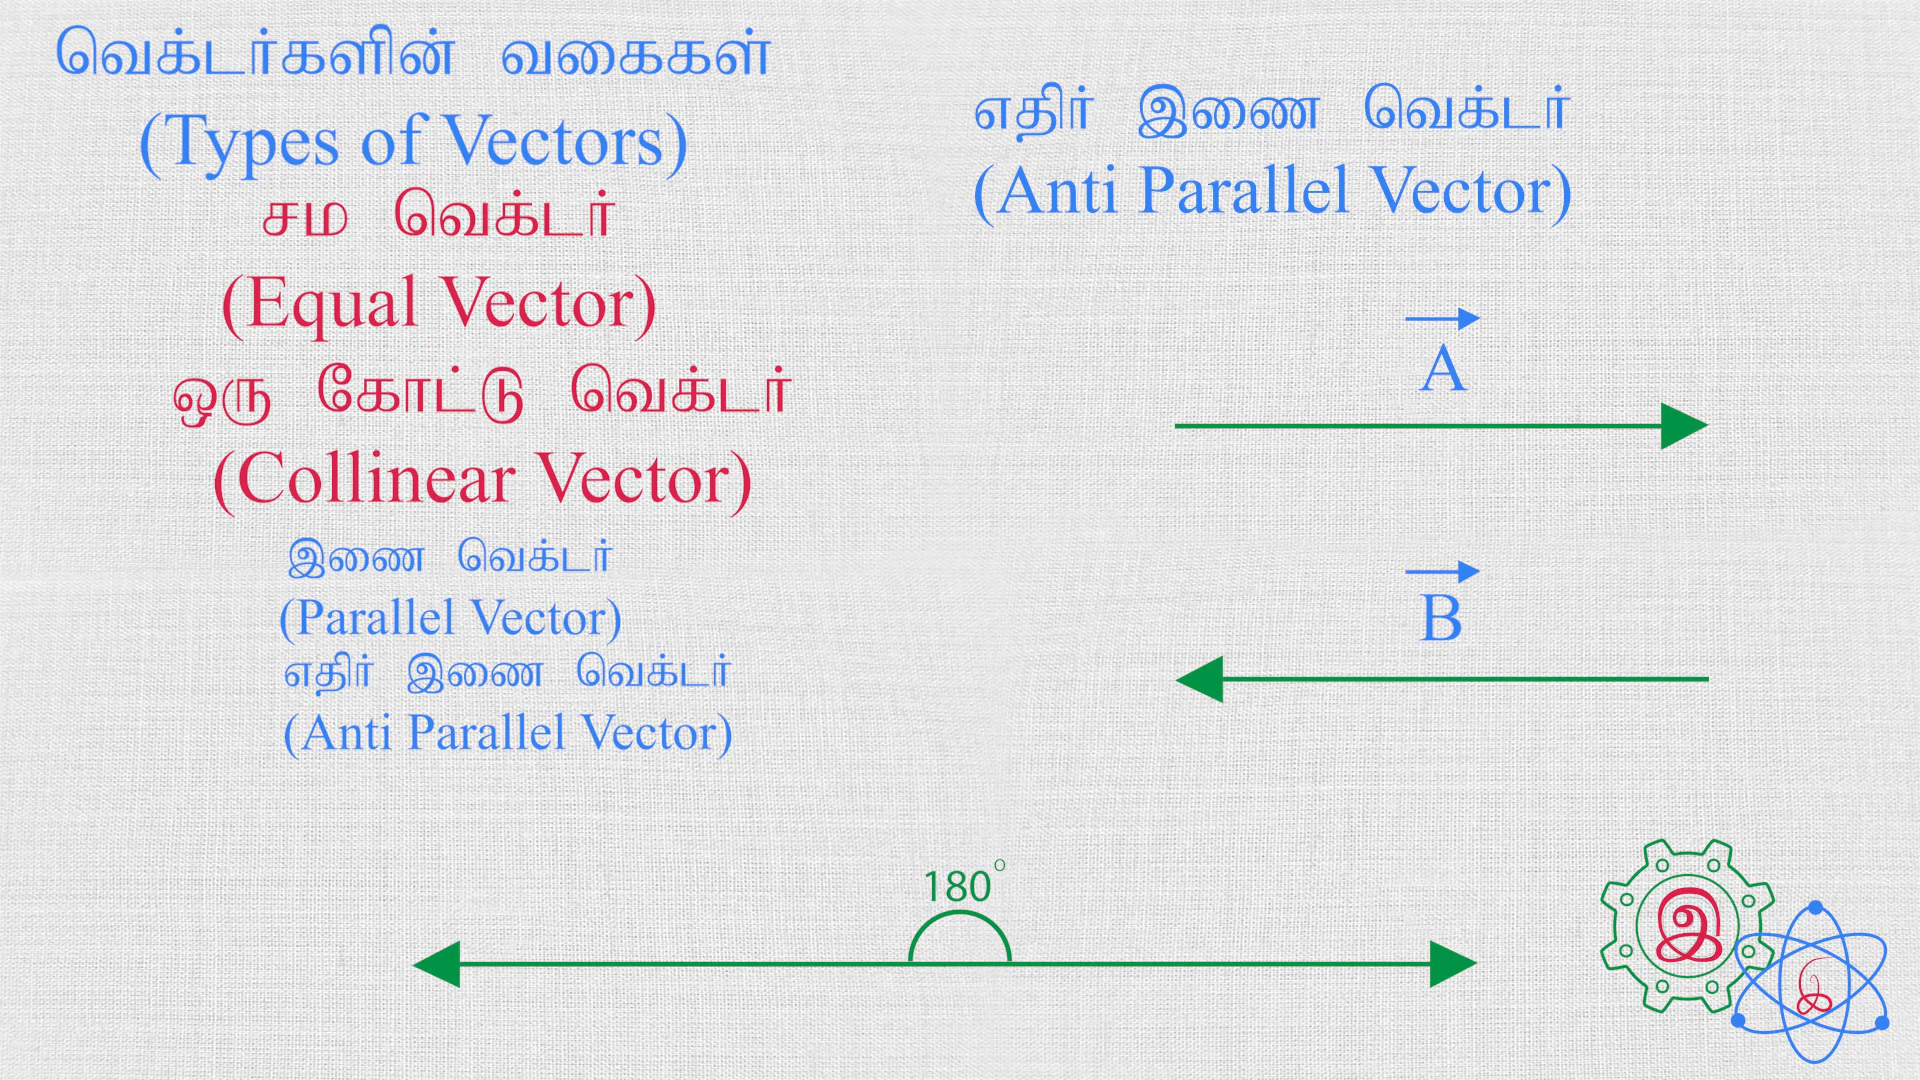 வெக்டர்களின் வகைகள்
(Types of Vectors)
சம வெக்டர்
(Equal Vector)
ஒரு கோட்டு வெக்டர்
(Collinear Vector)
இணை வெக்டர்
(Parallel Vector)
எதிர் இணை வெக்டர்
(Anti Parallel Vector)
எதிர் இணை வெக்டர்
(Anti Parallel Vector)
A
B
180°
இ
இ